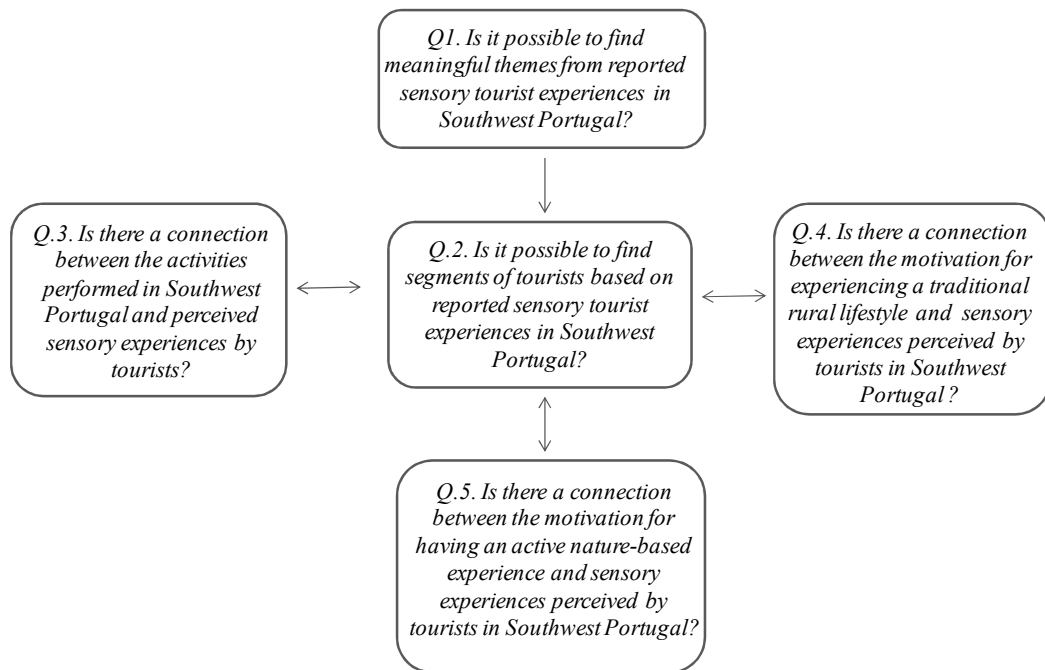 Q1. Is it possible to find
meaningful themes from reported
sensory tourist experiences in
Southwest Portugal?
Q.3. Is there a connection
between the activities
performed in Southwest
Portugal and perceived
sensory experiences by
tourists?
Q.2. Is it possible to find
segments of tourists based on
reported sensory tourist
experiences in Southwest
Portugal?
Q.4. Is there a connection
between the motivation for
experiencing a traditional
rural lifestyle and sensory
experiences perceived by
tourists in Southwest
Portugal ?
Q.5. Is there a connection
between the motivation for
having an active nature-based
experience and sensory
experiences perceived by
tourists in Southwest Portugal?